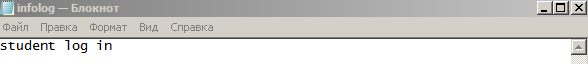 infolog — Блокнот
Файл Правка Формат Вид Справка
student log in